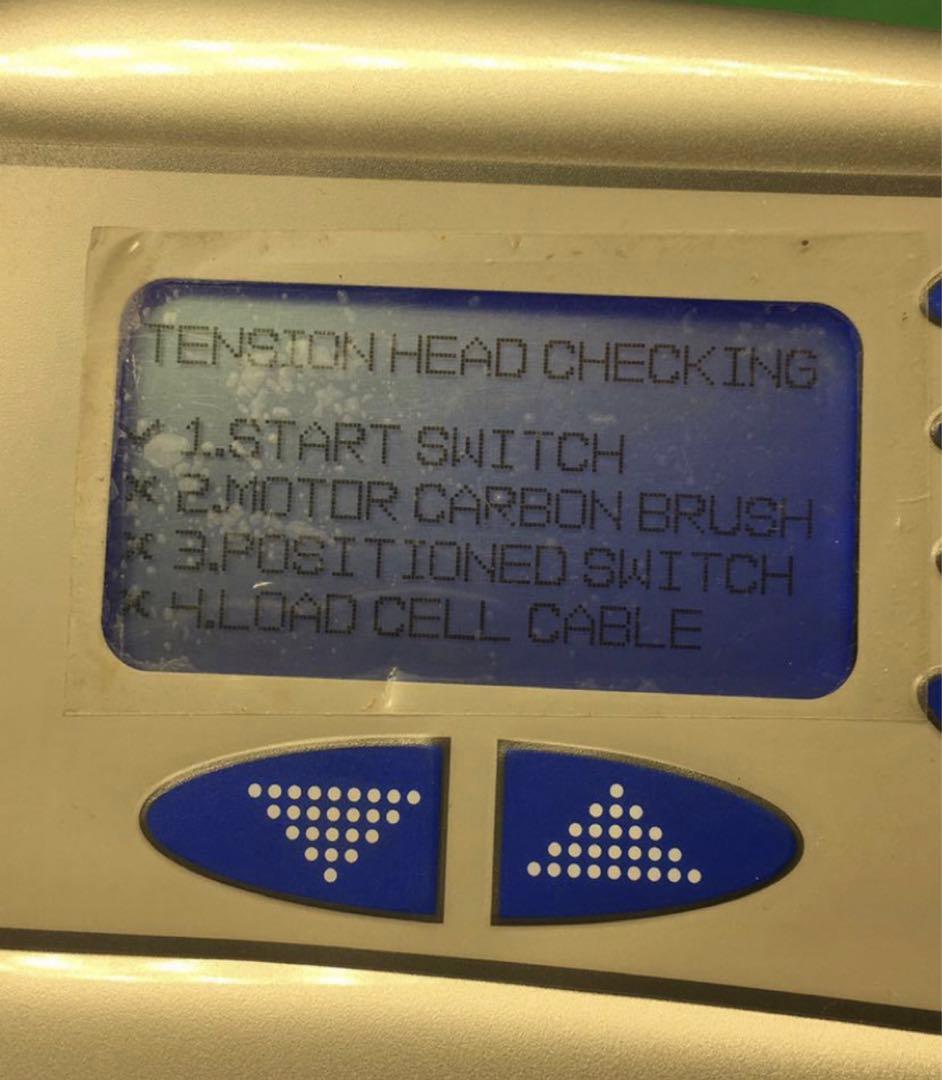 TENSION HEAD CHECKING
✓ 1.START SWITCH
× 2.MOTOR CARBON BRUSH
× 3.POSITIONED SWITCH
× 4.LOAD CELL CABLE